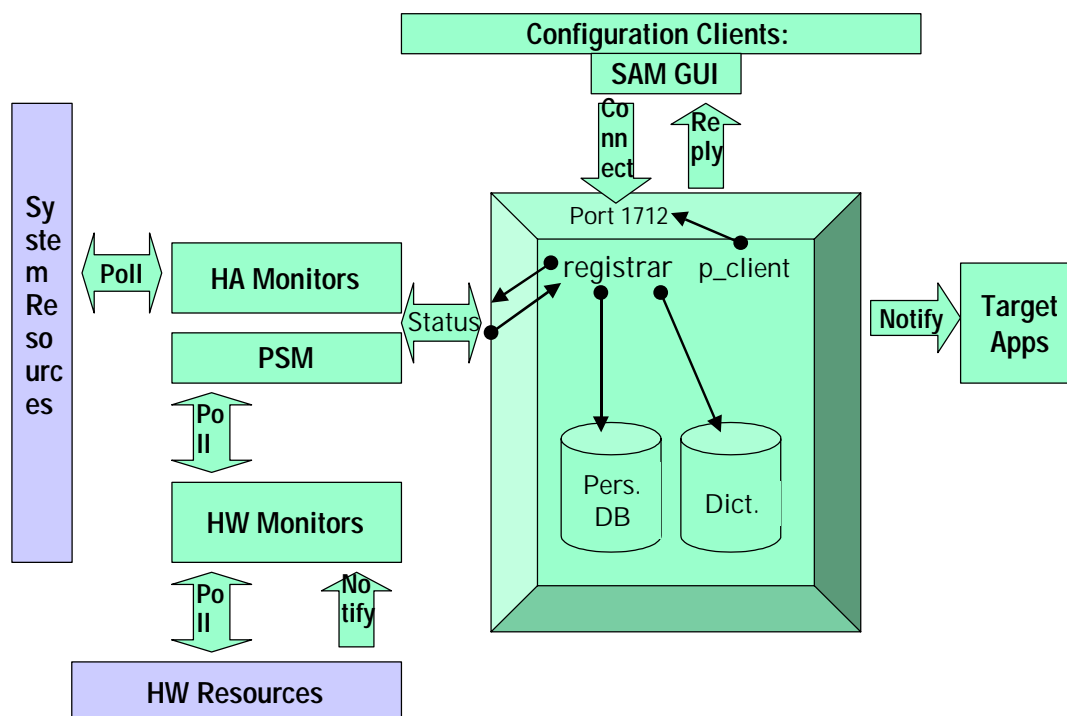 Configuration Clients:
SAM GUI
Co
nn
ect
Re
ply
Sy
ste
m
Re
so
urc
es
Port 1712
registrar
p_client
Poll
HA Monitors
Status
Notify
Target
Apps
PSM
Po
ll
HW Monitors
Pers.
DB
Dict.
Po
ll
No
tify
HW Resources